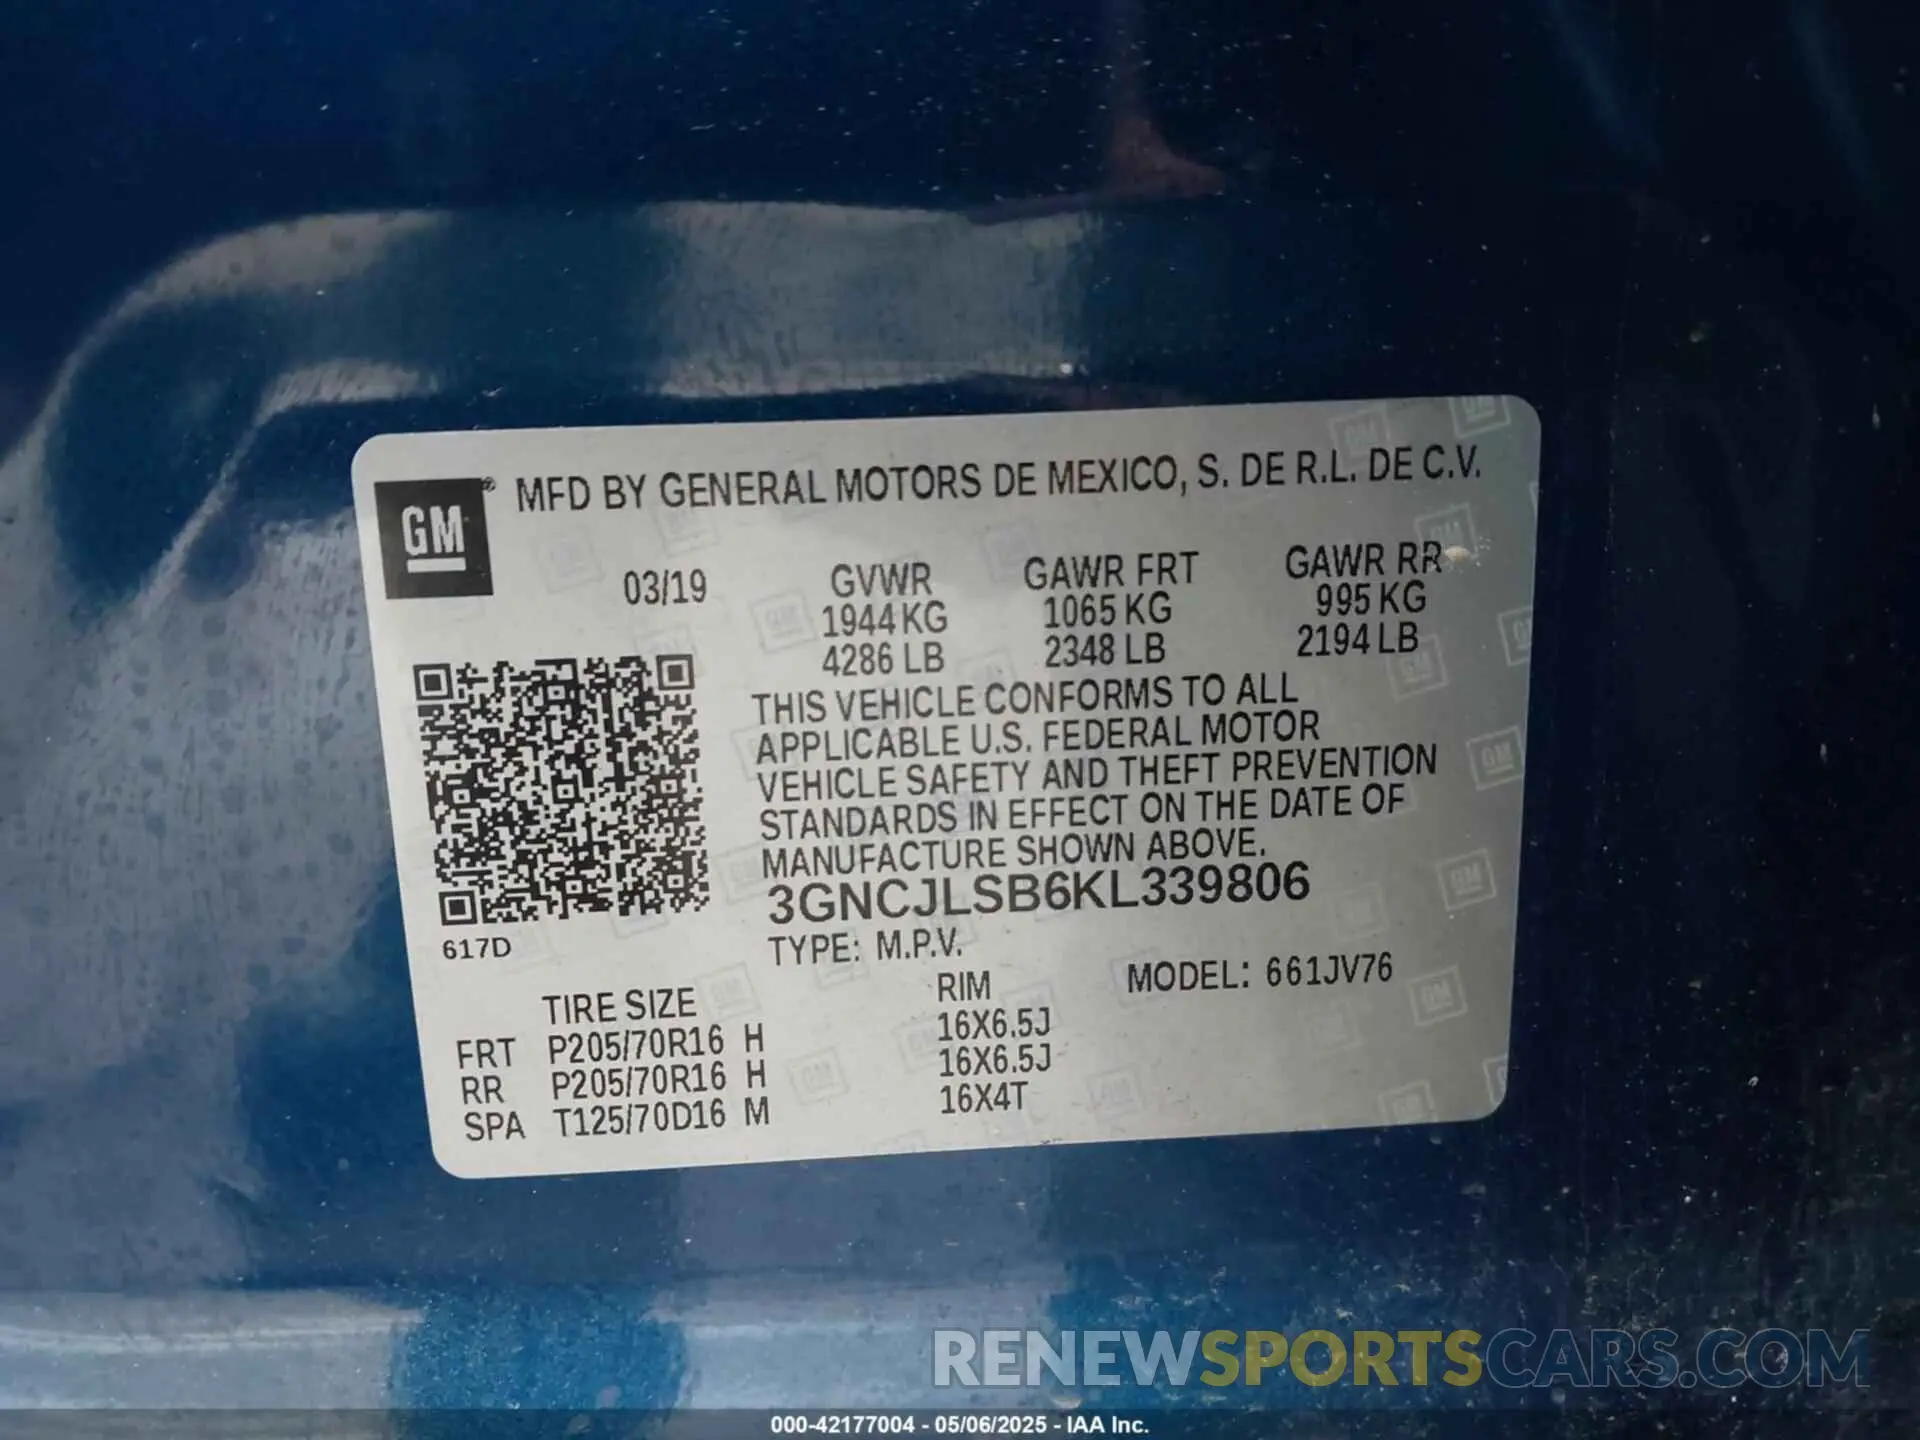 GM® MFD BY GENERAL MOTORS DE MEXICO, S. DE R.L. DE C.V.
03/19 GVWR GAWR FRT GAWR RR
1944 KG 1065 KG 995 KG
4286 LB 2348 LB 2194 LB
THIS VEHICLE CONFORMS TO ALL
APPLICABLE U.S. FEDERAL MOTOR
VEHICLE SAFETY AND THEFT PREVENTION
STANDARDS IN EFFECT ON THE DATE OF
MANUFACTURE SHOWN ABOVE.
3GNCJLSB6KL339806
617D TYPE: M.P.V.
TIRE SIZE RIM MODEL: 661JV76
FRT P205/70R16 H 16X6.5J
RR P205/70R16 H 16X6.5J
SPA T125/70D16 M 16X4T
RENEWSPORTSCARS.COM
000-42177004 - 05/06/2025 - IAA Inc.